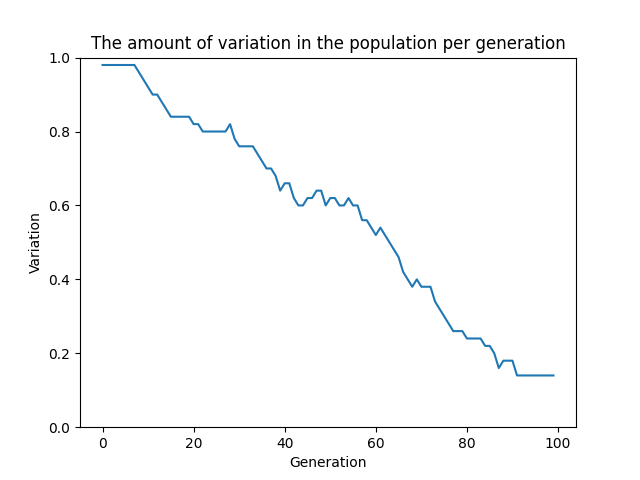 The amount of variation in the population per generation
1.0
0.8
0.6
0.4
0.2
0.0
Variation
0 20 40 60 80 100
Generation